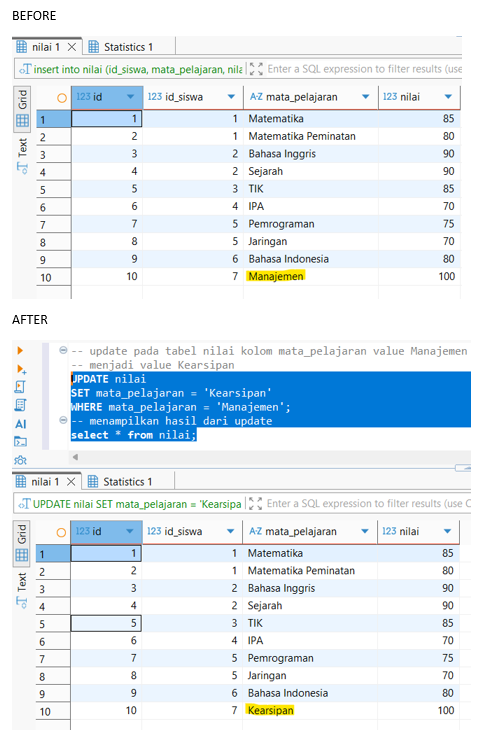 BEFORE
nilai 1 Statistics 1
insert into nilai (id_siswa, mata_pelajaran, nila Enter a SQL expression to filter results (use
Grid
Text
123 id 123 id_siswa A-Z mata_pelajaran 123 nilai
1 1 1 Matematika 85
2 2 1 Matematika Peminatan 80
3 3 2 Bahasa Inggris 90
4 4 2 Sejarah 90
5 5 3 TIK 85
6 6 4 IPA 70
7 7 5 Pemrograman 75
8 8 5 Jaringan 70
9 9 6 Bahasa Indonesia 80
10 10 7 Manajemen 100
AFTER
-- update pada tabel nilai kolom mata_pelajaran value Manajemen
-- menjadi value Kearsipan
UPDATE nilai
SET mata_pelajaran = 'Kearsipan'
WHERE mata_pelajaran = 'Manajemen';
-- menampilkan hasil dari update
select * from nilai;
AI
nilai 1 Statistics 1
UPDATE nilai SET mata_pelajaran = 'Kearsipa Enter a SQL expression to filter results (use C
Grid
Text
123 id 123 id_siswa A-Z mata_pelajaran 123 nilai
1 1 1 Matematika 85
2 2 1 Matematika Peminatan 80
3 3 2 Bahasa Inggris 90
4 4 2 Sejarah 90
5 5 3 TIK 85
6 6 4 IPA 70
7 7 5 Pemrograman 75
8 8 5 Jaringan 70
9 9 6 Bahasa Indonesia 80
10 10 7 Kearsipan 100